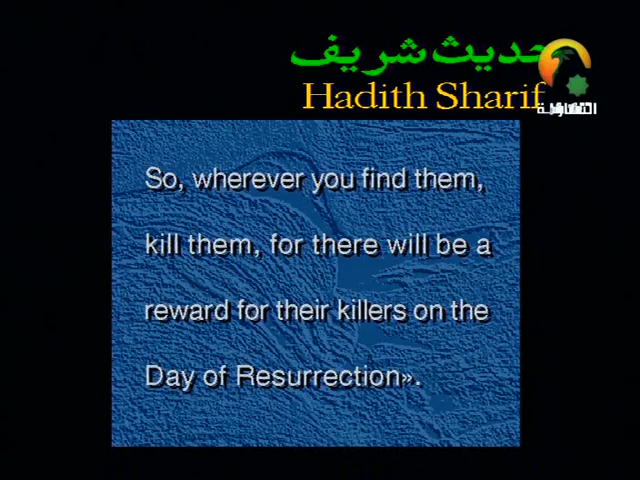 حديث شريف
Hadith Sharif
So, wherever you find them,
kill them, for there will be a
reward for their killers on the
Day of Resurrection».